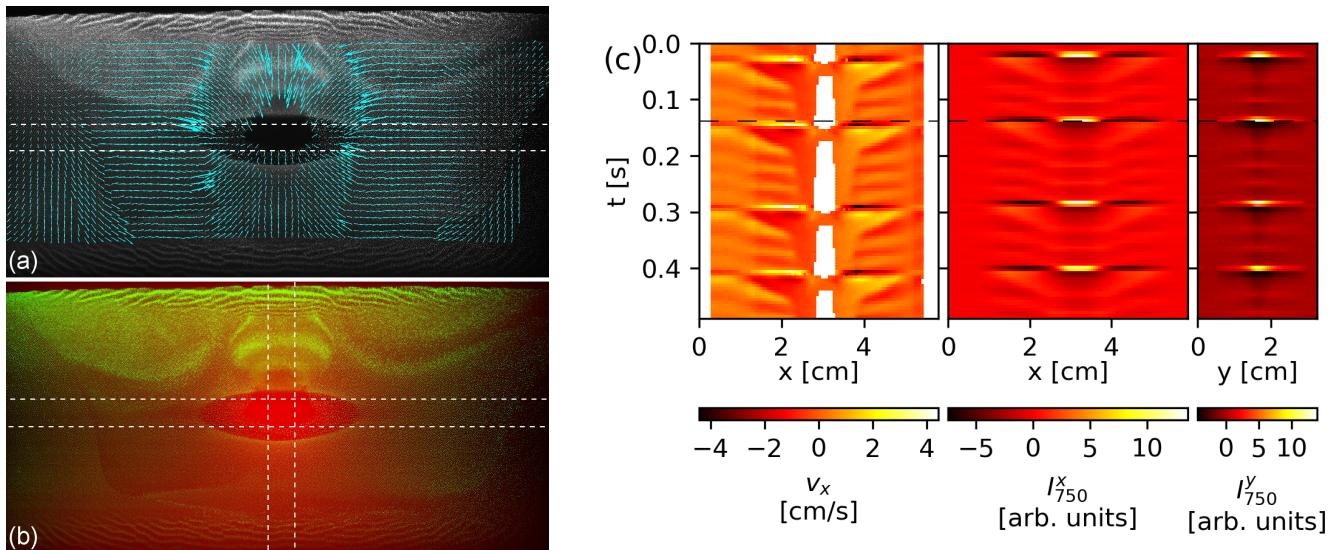 (a)
(b)
(c)
0.0
0.1
0.2
0.3
0.4
t [s]
0 2 4
x [cm]
0 2 4
x [cm]
0 2
y [cm]
−4 −2 0 2 4
v_x
[cm/s]
−5 0 5 10
I^x_750
[arb. units]
0 5 10
I^y_750
[arb. units]